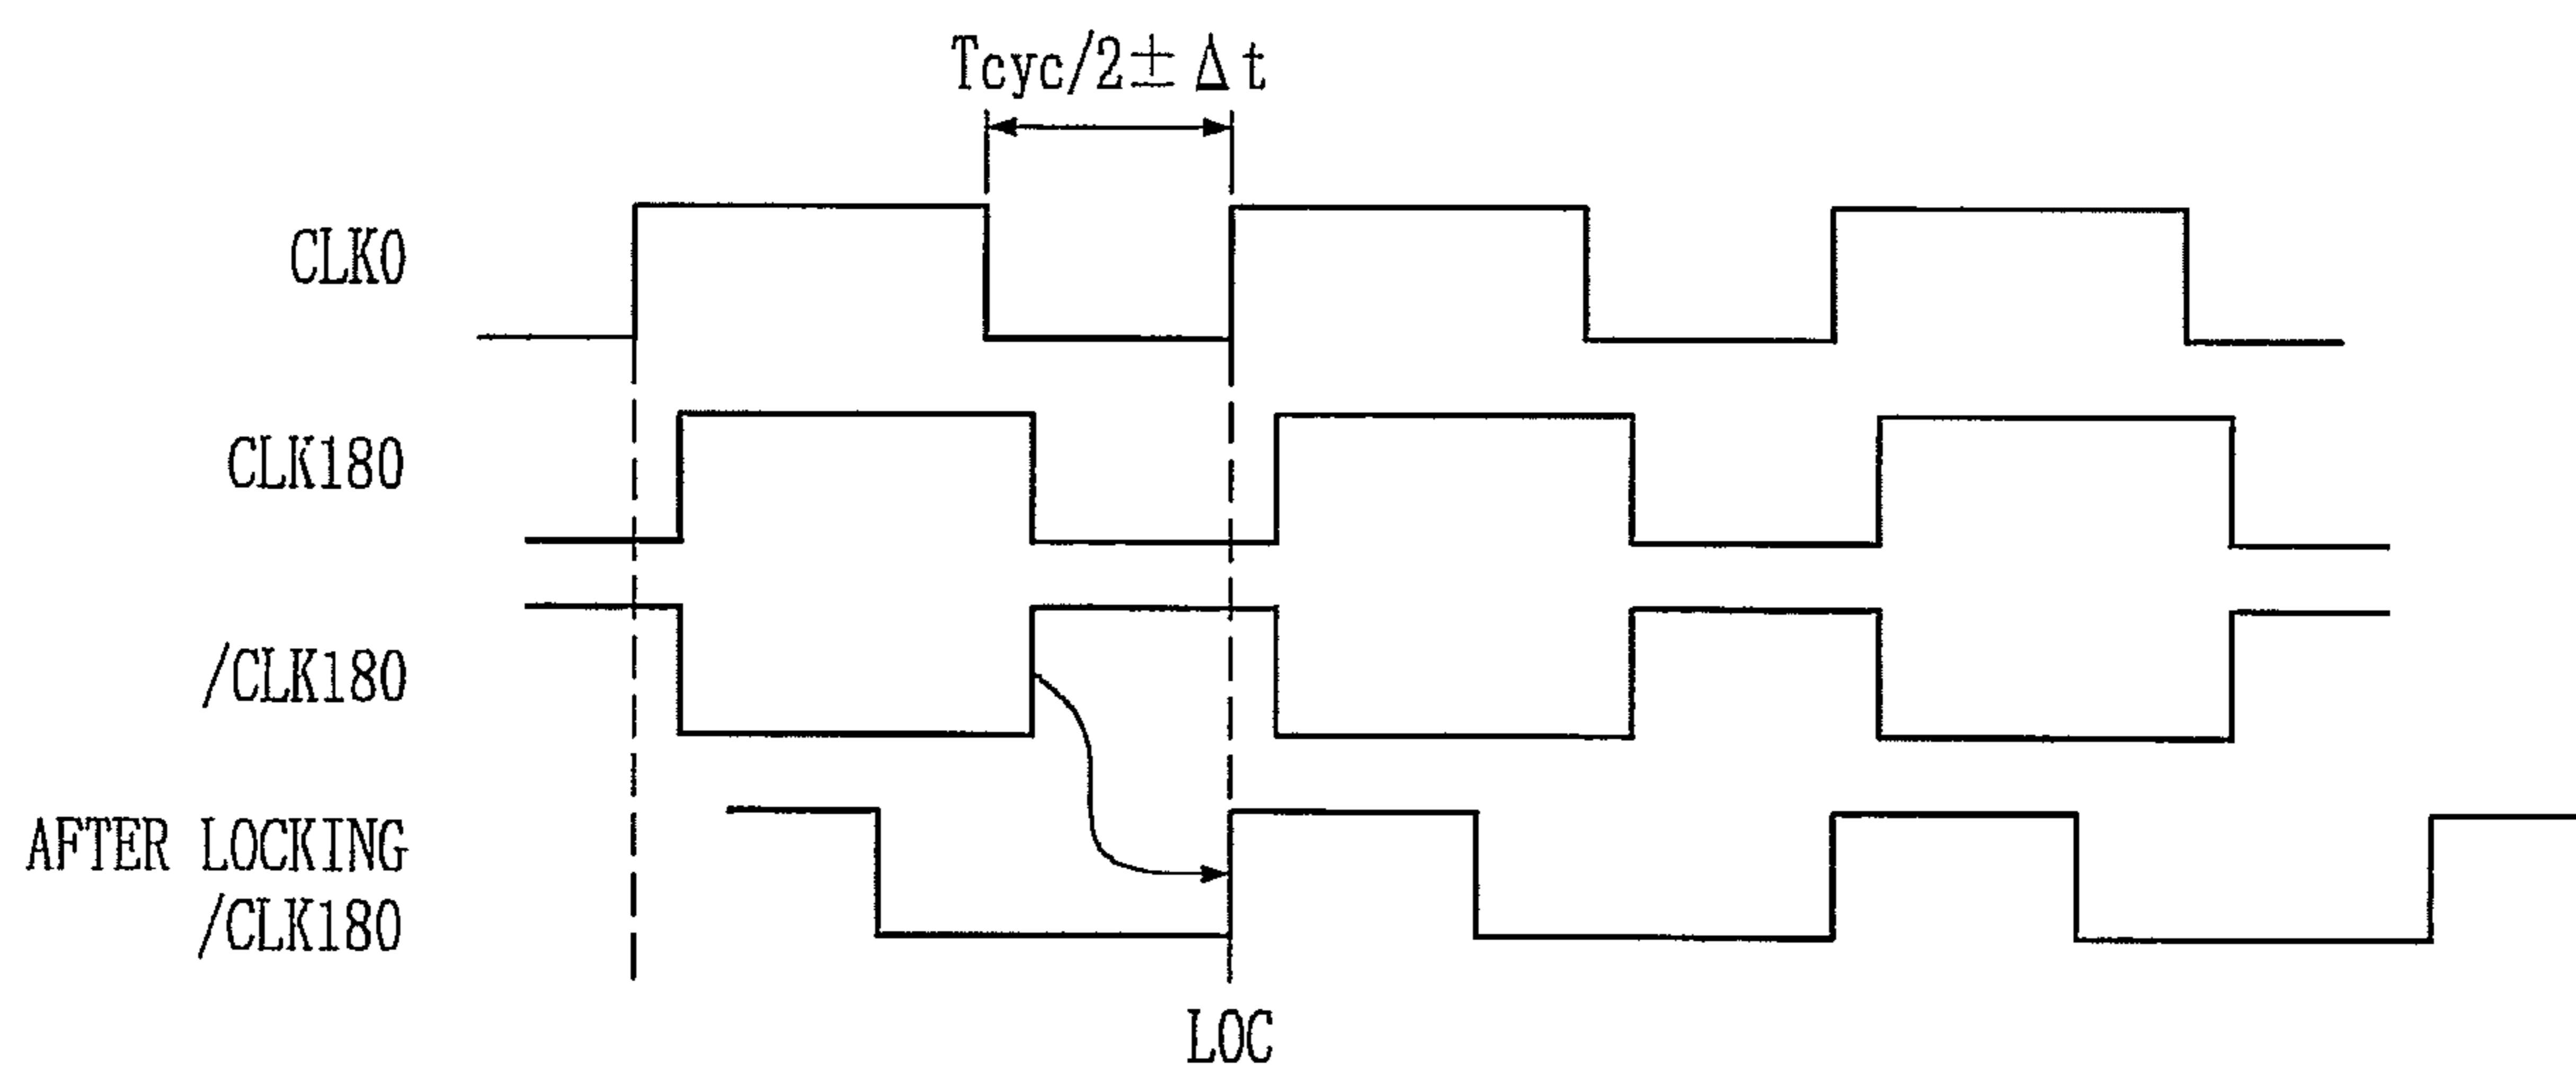 Tcyc/2± Δt
CLK0
CLK180
/CLK180
AFTER LOCKING
/CLK180
LOC